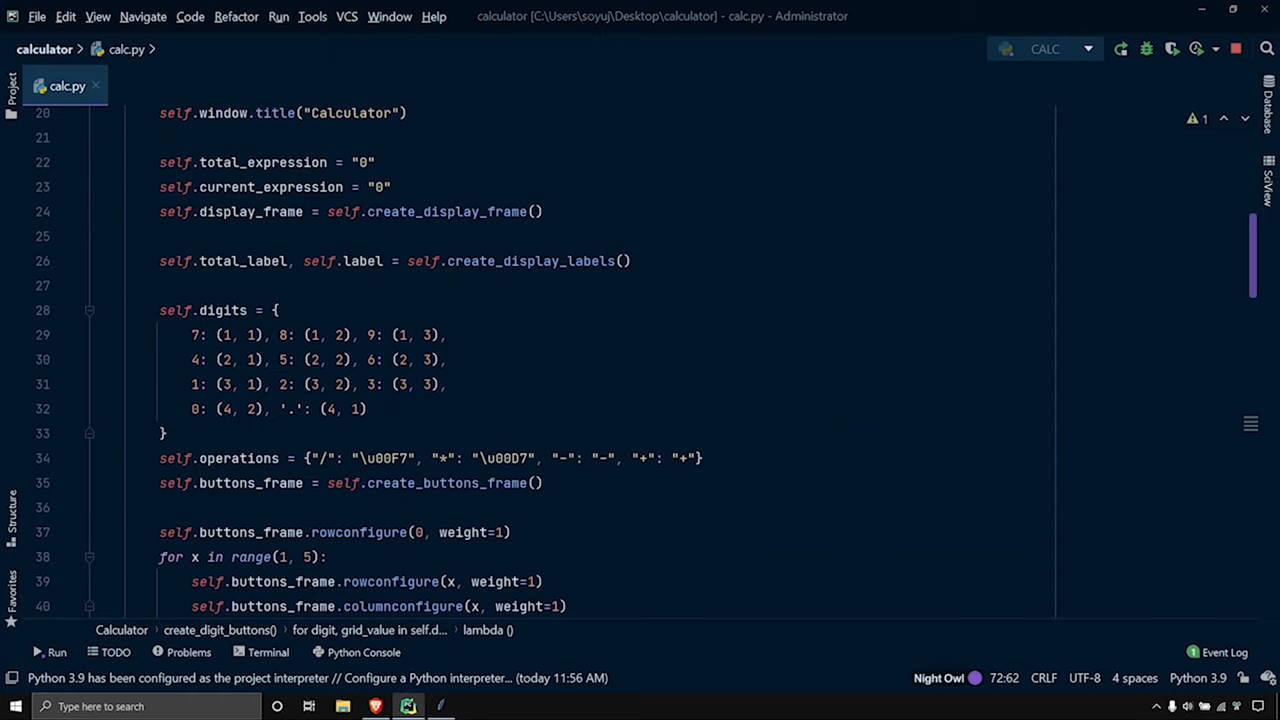 File Edit View Navigate Code Refactor Run Tools VCS Window Help calculator [C:\Users\soyuj\Desktop\calculator] - calc.py - Administrator
calculator calc.py CALC
calc.py
Project
Database
SciView
Structure
Favorites
1
20 self.window.title("Calculator")
21
22 self.total_expression = "0"
23 self.current_expression = "0"
24 self.display_frame = self.create_display_frame()
25
26 self.total_label, self.label = self.create_display_labels()
27
28 self.digits = {
29 7: (1, 1), 8: (1, 2), 9: (1, 3),
30 4: (2, 1), 5: (2, 2), 6: (2, 3),
31 1: (3, 1), 2: (3, 2), 3: (3, 3),
32 0: (4, 2), '.': (4, 1)
33 }
34 self.operations = {"/": "\u00F7", "*": "\u00D7", "-": "-", "+": "+"}
35 self.buttons_frame = self.create_buttons_frame()
36
37 self.buttons_frame.rowconfigure(0, weight=1)
38 for x in range(1, 5):
39 self.buttons_frame.rowconfigure(x, weight=1)
40 self.buttons_frame.columnconfigure(x, weight=1)
Calculator create_digit_buttons() for digit, grid_value in self.d... lambda ()
Run TODO Problems Terminal Python Console 1 Event Log
Python 3.9 has been configured as the project interpreter // Configure a Python interpreter... (today 11:56 AM) Night Owl 72:62 CRLF UTF-8 4 spaces Python 3.9
Type here to search